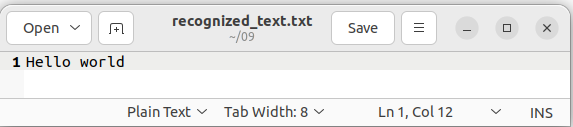 Open
recognized_text.txt
~/09
Save
1 Hello world
Plain Text
Tab Width: 8
Ln 1, Col 12
INS